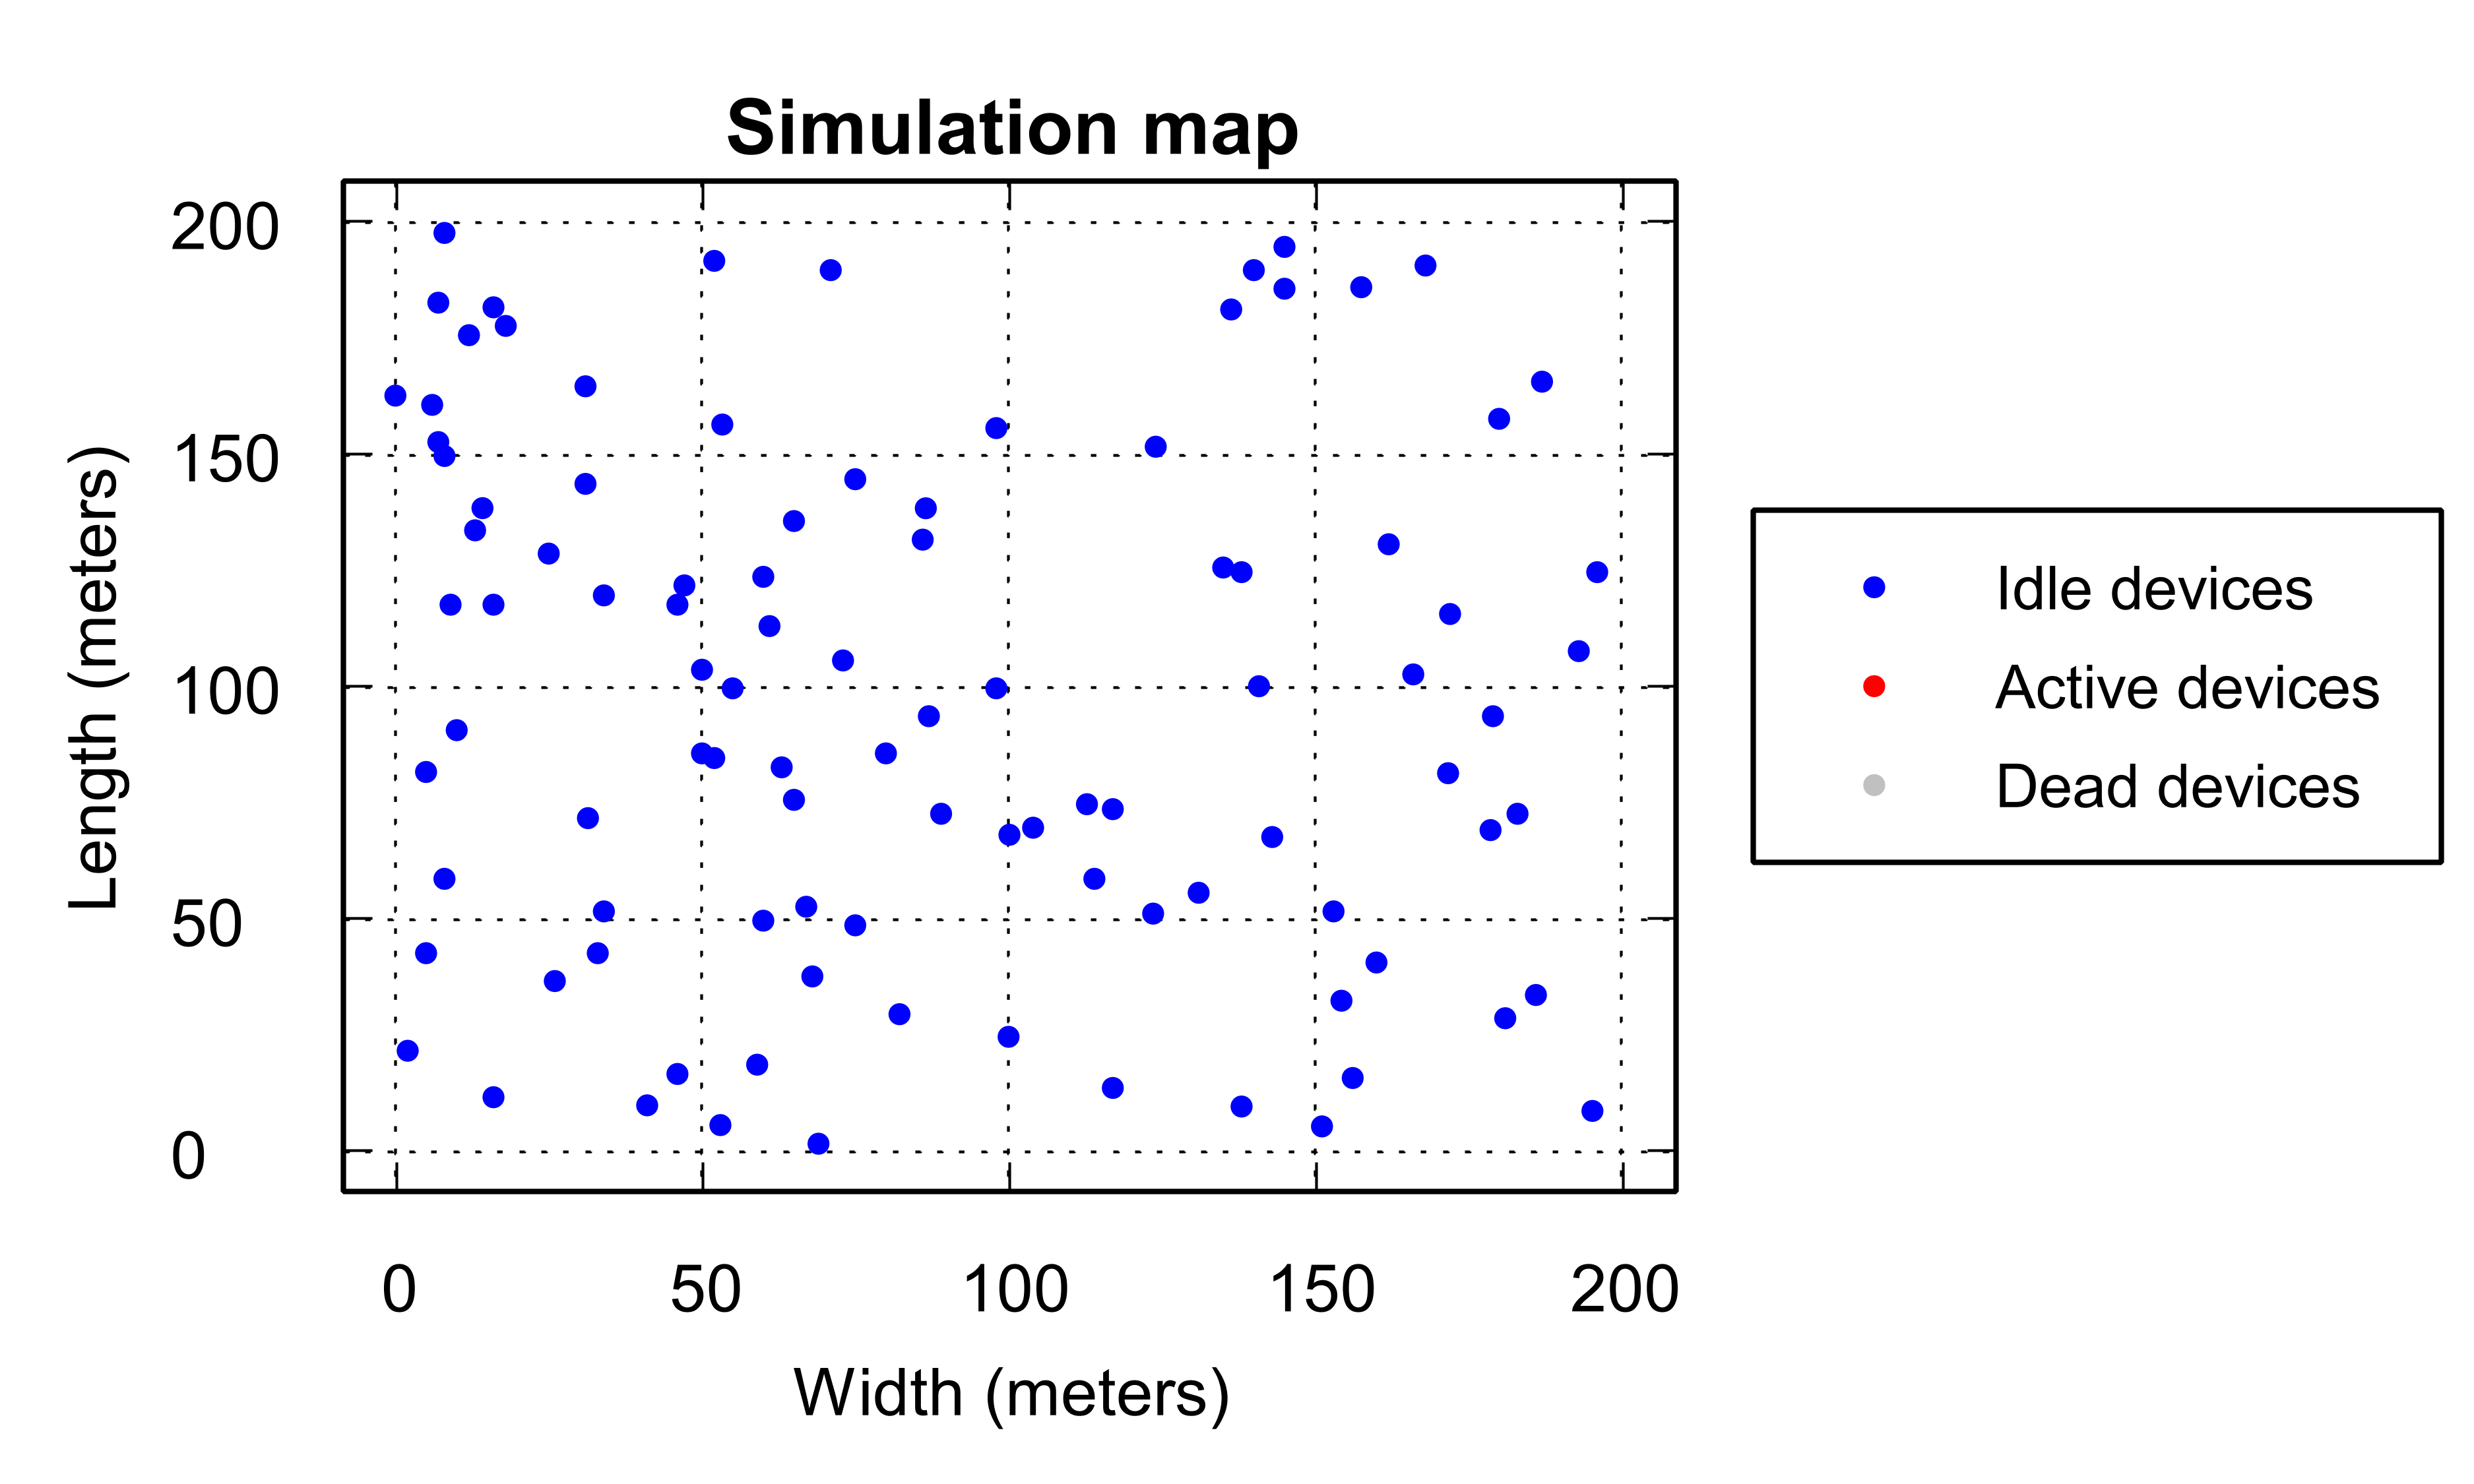 Simulation map
200
150
100
50
0
Length (meters)
0 50 100 150 200
Width (meters)
Idle devices
Active devices
Dead devices